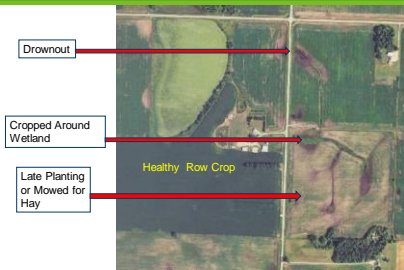 Drownout
Cropped Around
Wetland
Healthy Row Crop
Late Planting
or Mowed for
Hay